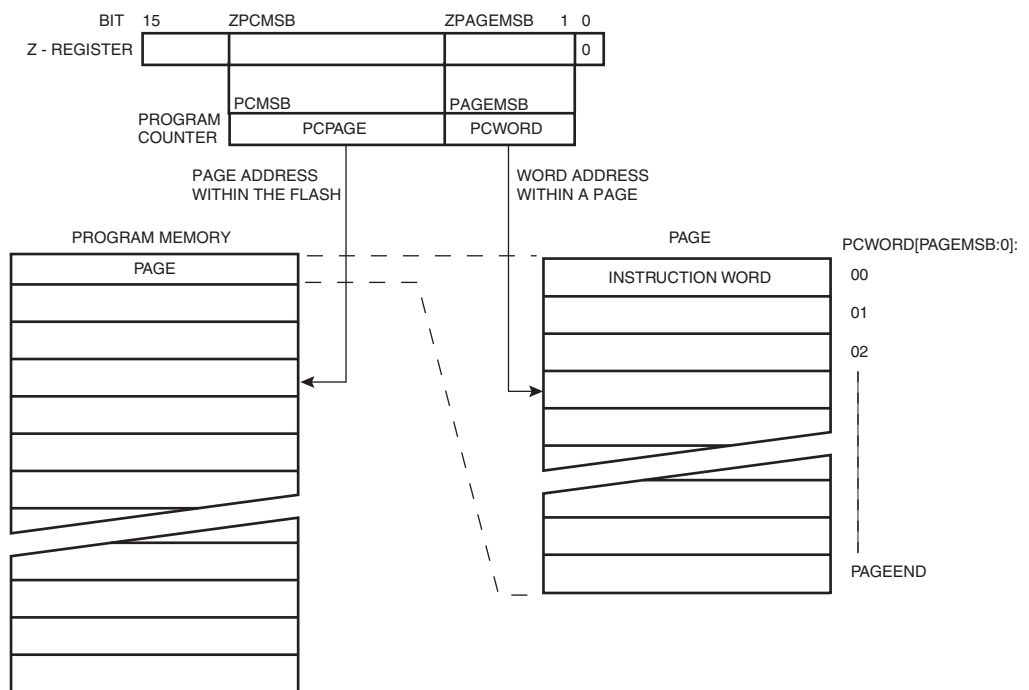 BIT 15 ZPCMSB ZPAGEMSB 1 0
Z - REGISTER 0
PCMSB PAGEMSB
PROGRAM
COUNTER
PCPAGE PCWORD
PAGE ADDRESS
WITHIN THE FLASH
WORD ADDRESS
WITHIN A PAGE
PROGRAM MEMORY
PAGE
PAGE
PCWORD[PAGEMSB:0]:
INSTRUCTION WORD
00
01
02
PAGEEND